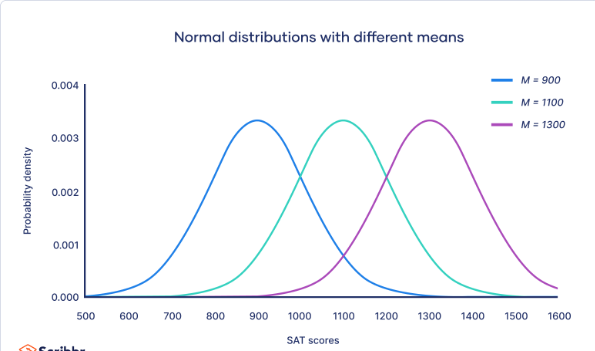 Normal distributions with different means
M = 900
M = 1100
M = 1300
Probability density
0.004
0.003
0.002
0.001
0.000
500 600 700 800 900 1000 1100 1200 1300 1400 1500 1600
SAT scores
Scribbr